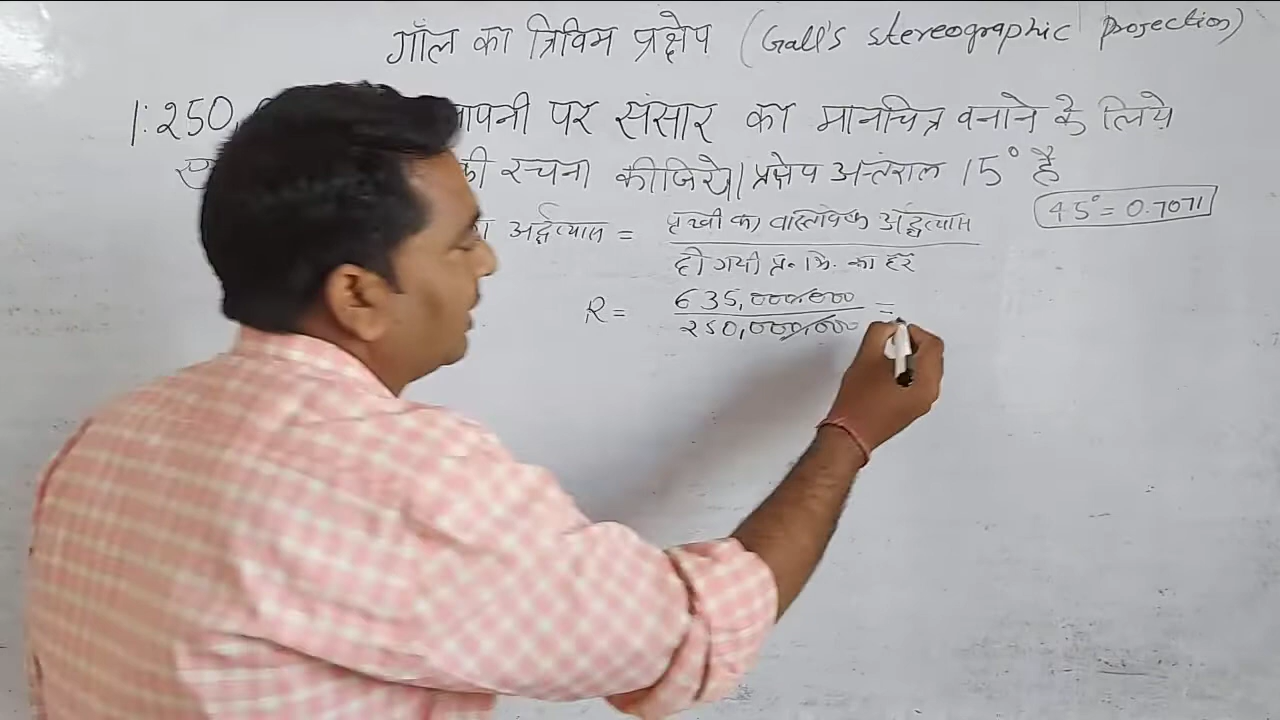 गॉल का त्रिविम प्रक्षेप (Gall's stereographic Projection)
1:250, मापनी पर संसार का मानचित्र बनाने के लिये
की रचना कीजिये। प्रक्षेप अन्तराल 15° है
45° = 0.7071
अर्द्धव्यास = पृथ्वी का वास्तविक अर्द्धव्यास
दी गयी प्र. भि. का हर
R = 635,000,000 =
250,000,000